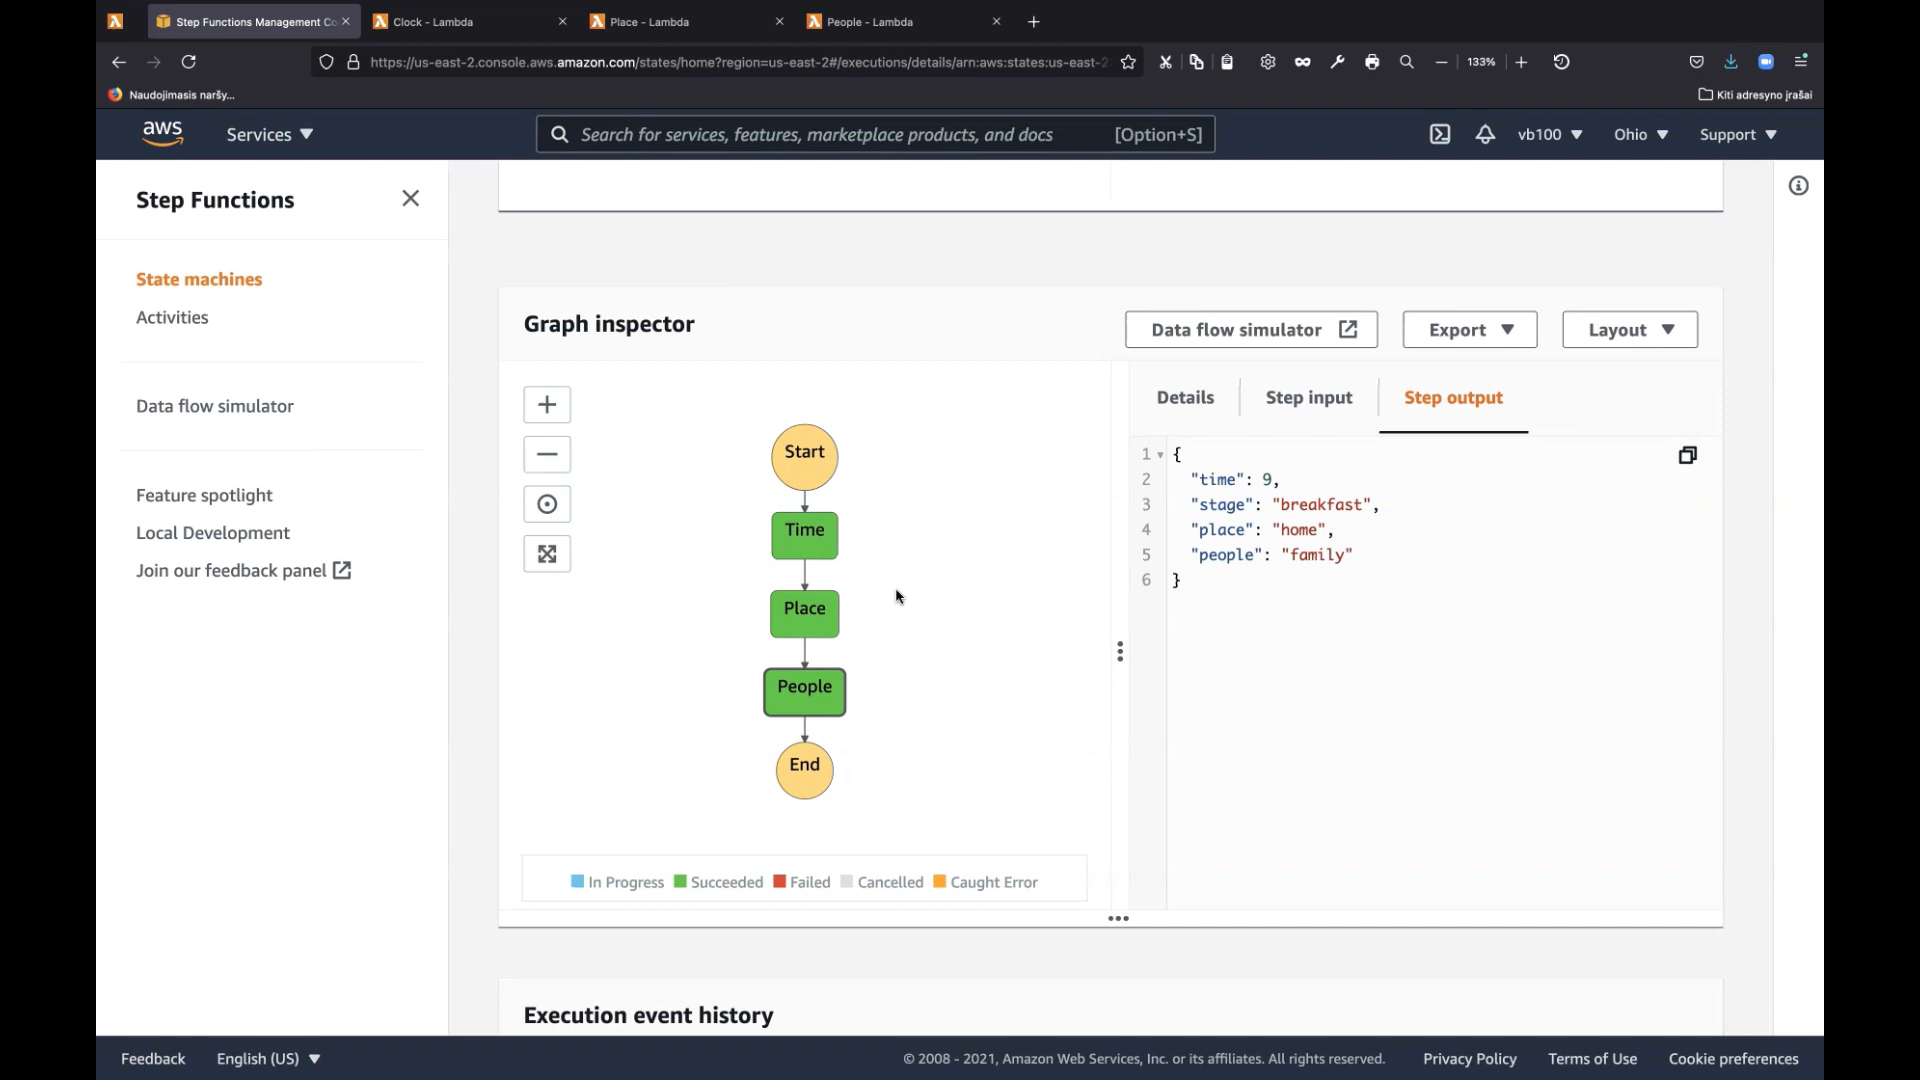 Step Functions Management Co
Clock - Lambda
Place - Lambda
People - Lambda
https://us-east-2.console.aws.amazon.com/states/home?region=us-east-2#/executions/details/arn:aws:states:us-east-2
133%
Naudojimasis naršy...
Kiti adresyno įrašai
aws
Services
Search for services, features, marketplace products, and docs
[Option+S]
vb100
Ohio
Support
Step Functions
State machines
Activities
Data flow simulator
Feature spotlight
Local Development
Join our feedback panel
Graph inspector
Data flow simulator
Export
Layout
Start
Time
Place
People
End
In Progress
Succeeded
Failed
Cancelled
Caught Error
Details
Step input
Step output
1 {
2 "time": 9,
3 "stage": "breakfast",
4 "place": "home",
5 "people": "family"
6 }
Execution event history
Feedback
English (US)
© 2008 - 2021, Amazon Web Services, Inc. or its affiliates. All rights reserved.
Privacy Policy
Terms of Use
Cookie preferences